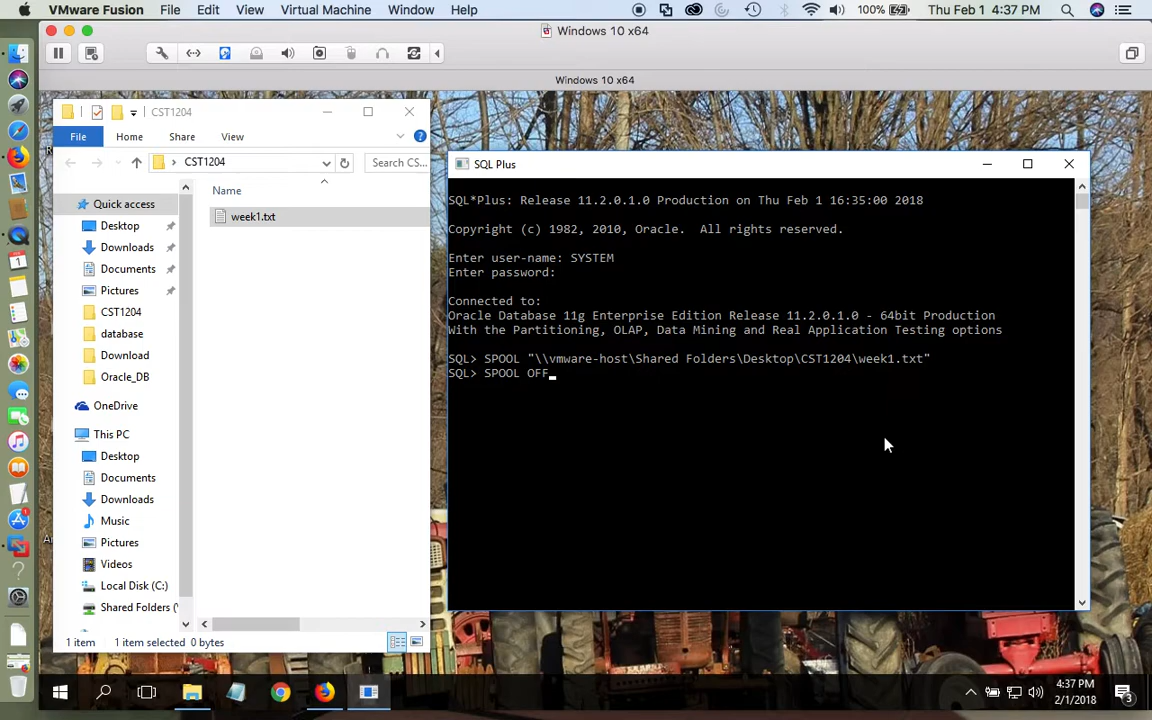 VMware Fusion File Edit View Virtual Machine Window Help 100% Thu Feb 1 4:37 PM
Windows 10 x64
Windows 10 x64
CST1204
File Home Share View
CST1204 Search CS...
Name
Quick access
week1.txt
Desktop
Downloads
Documents
Pictures
CST1204
database
Download
Oracle_DB
OneDrive
This PC
Desktop
Documents
Downloads
Music
Pictures
Videos
Local Disk (C:)
Shared Folders (
1 item 1 item selected 0 bytes
SQL Plus
SQL*Plus: Release 11.2.0.1.0 Production on Thu Feb 1 16:35:00 2018
Copyright (c) 1982, 2010, Oracle.  All rights reserved.
Enter user-name: SYSTEM
Enter password:
Connected to:
Oracle Database 11g Enterprise Edition Release 11.2.0.1.0 - 64bit Production
With the Partitioning, OLAP, Data Mining and Real Application Testing options
SQL> SPOOL "\\vmware-host\Shared Folders\Desktop\CST1204\week1.txt"
SQL> SPOOL OFF_
4:37 PM
2/1/2018
3